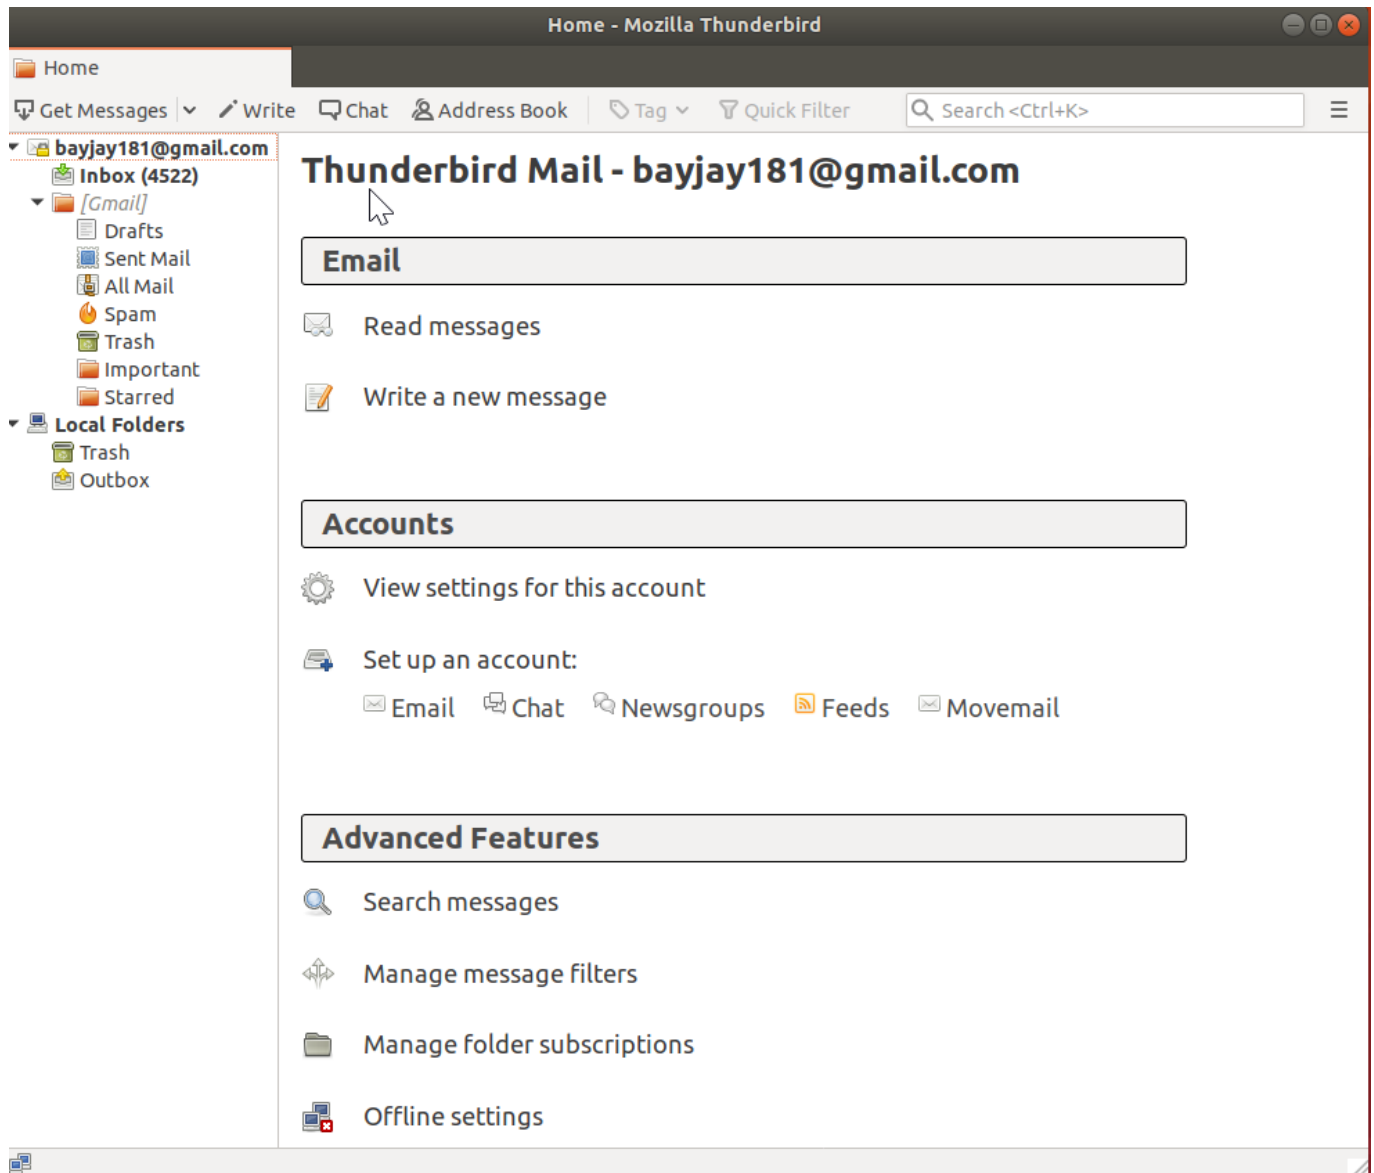 Home - Mozilla Thunderbird
Home
Get Messages Write Chat Address Book Tag Quick Filter Search <Ctrl+K>
bayjay181@gmail.com
Inbox (4522)
[Gmail]
Drafts
Sent Mail
All Mail
Spam
Trash
Important
Starred
Local Folders
Trash
Outbox
Thunderbird Mail - bayjay181@gmail.com
Email
Read messages
Write a new message
Accounts
View settings for this account
Set up an account:
Email Chat Newsgroups Feeds Movemail
Advanced Features
Search messages
Manage message filters
Manage folder subscriptions
Offline settings